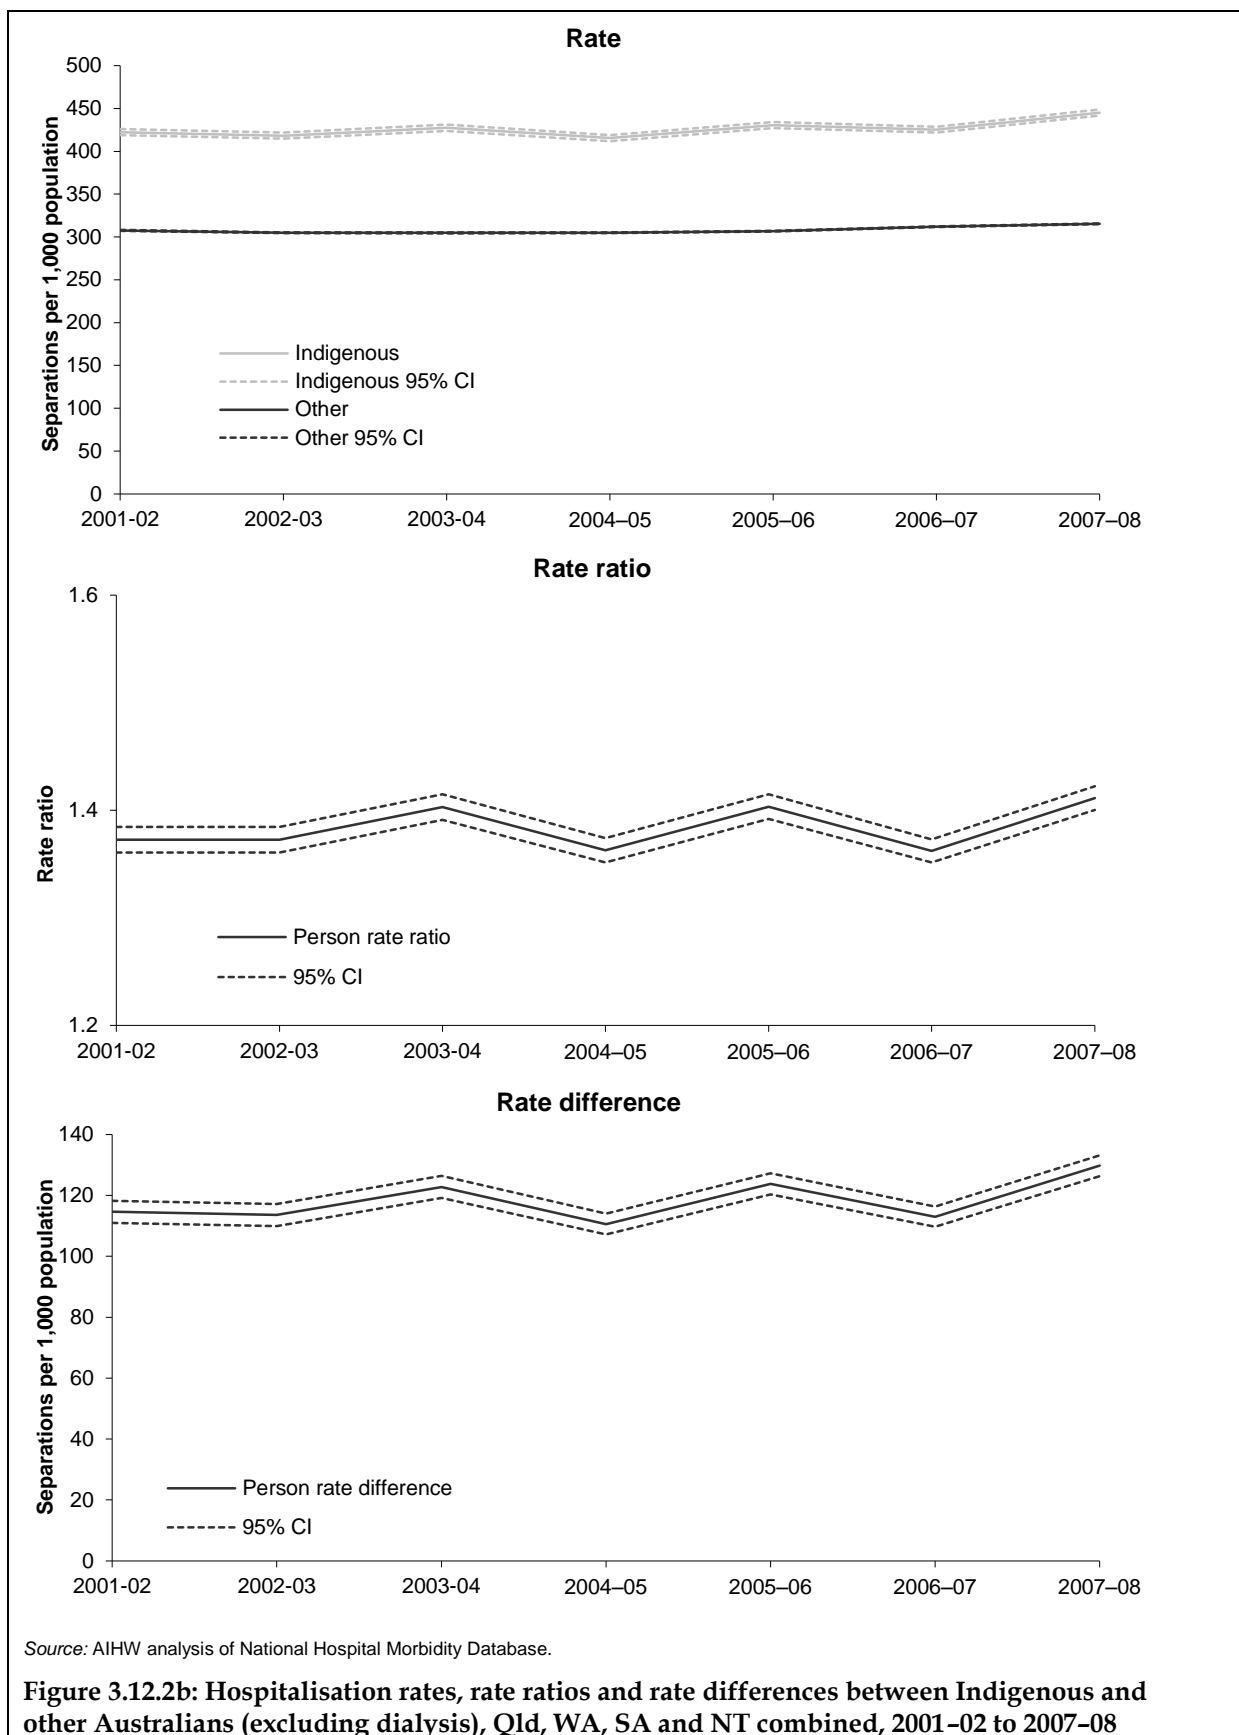 Rate
500
450
400
350
300
250
200
150
100
50
0
Separations per 1,000 population
Indigenous
Indigenous 95% CI
Other
Other 95% CI
2001-02 2002-03 2003-04 2004–05 2005–06 2006–07 2007–08
Rate ratio
1.6
1.4
1.2
Rate ratio
Person rate ratio
95% CI
2001-02 2002-03 2003-04 2004–05 2005–06 2006–07 2007–08
Rate difference
140
120
100
80
60
40
20
0
Separations per 1,000 population
Person rate difference
95% CI
2001-02 2002-03 2003-04 2004–05 2005–06 2006–07 2007–08
Source: AIHW analysis of National Hospital Morbidity Database.
Figure 3.12.2b: Hospitalisation rates, rate ratios and rate differences between Indigenous and
other Australians (excluding dialysis), Qld, WA, SA and NT combined, 2001–02 to 2007–08